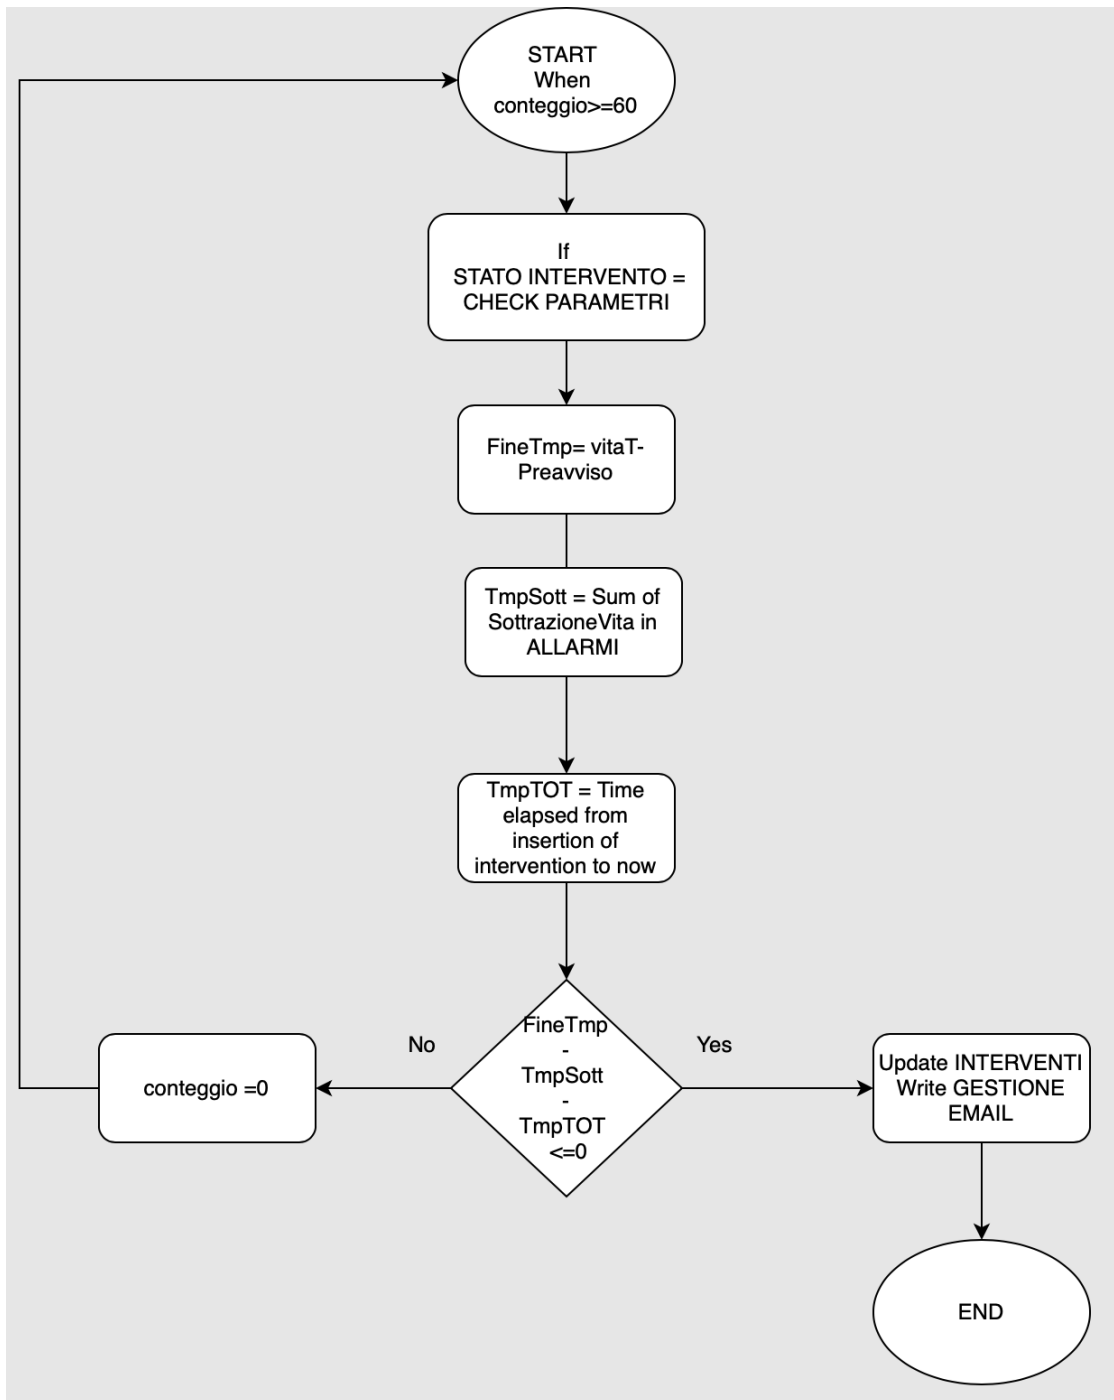 START
When
conteggio>=60
If
STATO INTERVENTO =
CHECK PARAMETRI
FineTmp= vitaT-
Preavviso
TmpSott = Sum of
SottrazioneVita in
ALLARMI
TmpTOT = Time
elapsed from
insertion of
intervention to now
FineTmp
-
TmpSott
-
TmpTOT
<=0
No
Yes
conteggio =0
Update INTERVENTI
Write GESTIONE
EMAIL
END